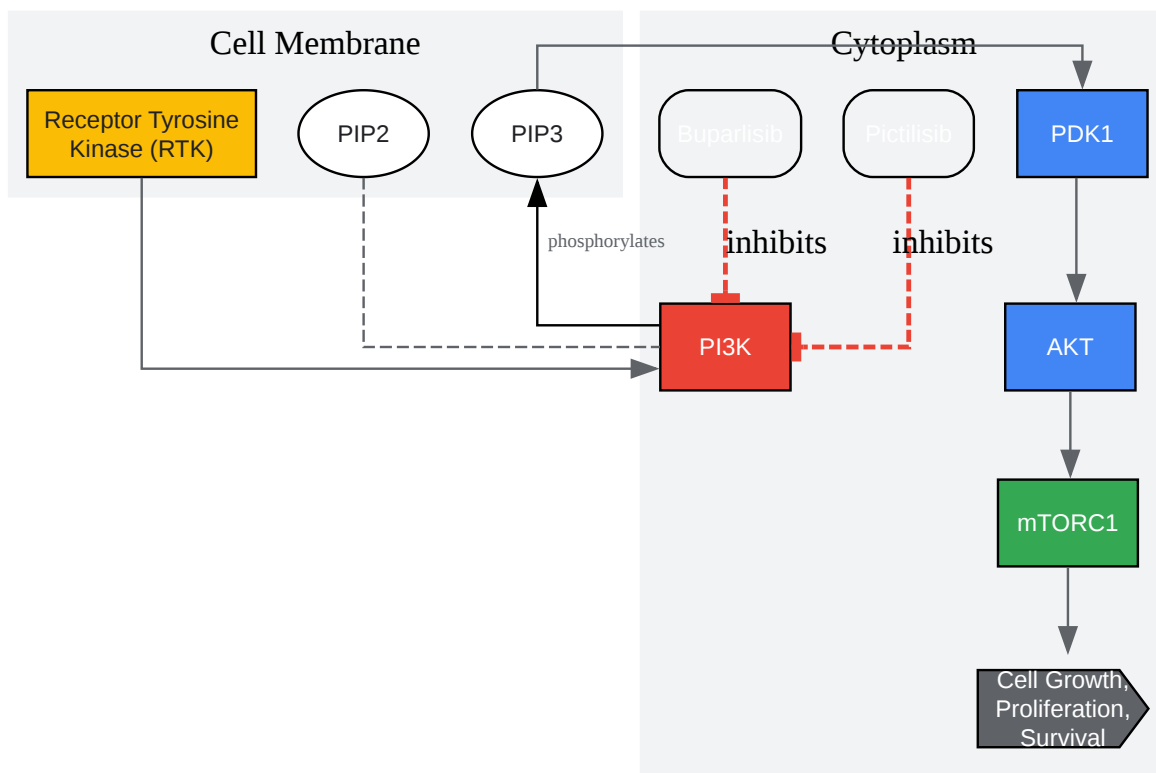 Cell Membrane
Cytoplasm
Receptor Tyrosine
Kinase (RTK)
PIP2
PIP3
Buparlisib
Pictilisib
PDK1
phosphorylates
inhibits
inhibits
PI3K
AKT
mTORC1
Cell Growth,
Proliferation,
Survival